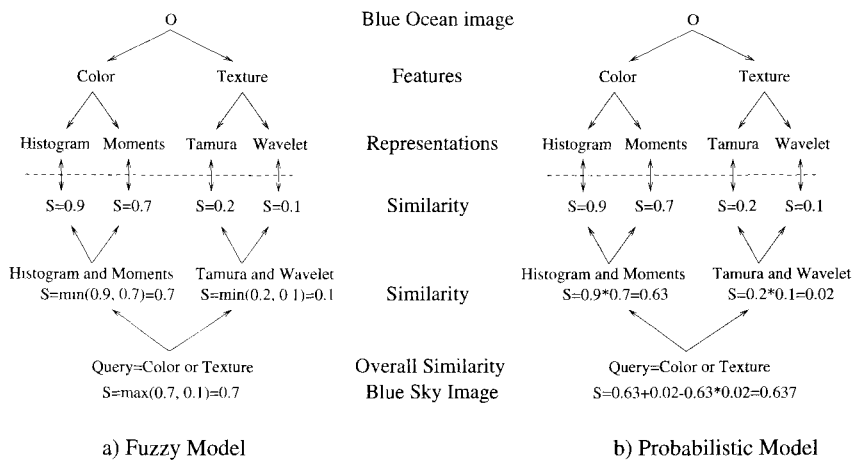 O Blue Ocean image O
Color Texture Features Color Texture
Histogram Moments Tamura Wavelet Representations Histogram Moments Tamura Wavelet
S=0.9 S=0.7 S=0.2 S=0.1 Similarity S=0.9 S=0.7 S=0.2 S=0.1
Histogram and Moments Tamura and Wavelet Histogram and Moments Tamura and Wavelet
S=min(0.9, 0.7)=0.7 S=min(0.2, 0.1)=0.1 Similarity S=0.9*0.7=0.63 S=0.2*0.1=0.02
Query=Color or Texture Overall Similarity Query=Color or Texture
S=max(0.7, 0.1)=0.7 Blue Sky Image S=0.63+0.02-0.63*0.02=0.637
a) Fuzzy Model b) Probabilistic Model